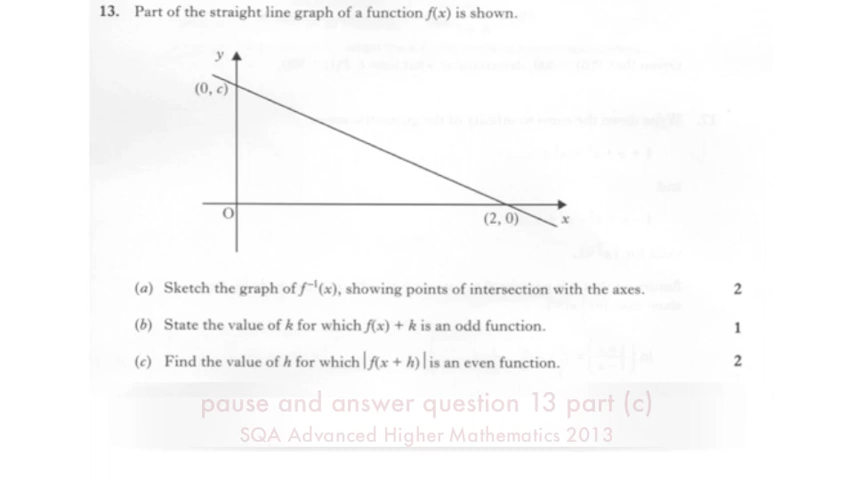 13. Part of the straight line graph of a function f(x) is shown.
y
(0, c)
O
(2, 0)
x
(a) Sketch the graph of f⁻¹(x), showing points of intersection with the axes. 2
(b) State the value of k for which f(x) + k is an odd function. 1
(c) Find the value of h for which |f(x + h)| is an even function. 2
pause and answer question 13 part (c)
SQA Advanced Higher Mathematics 2013